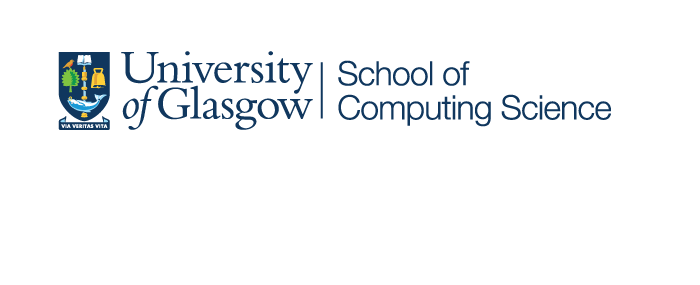 University
of Glasgow
School of
Computing Science
VIA VERITAS VITA